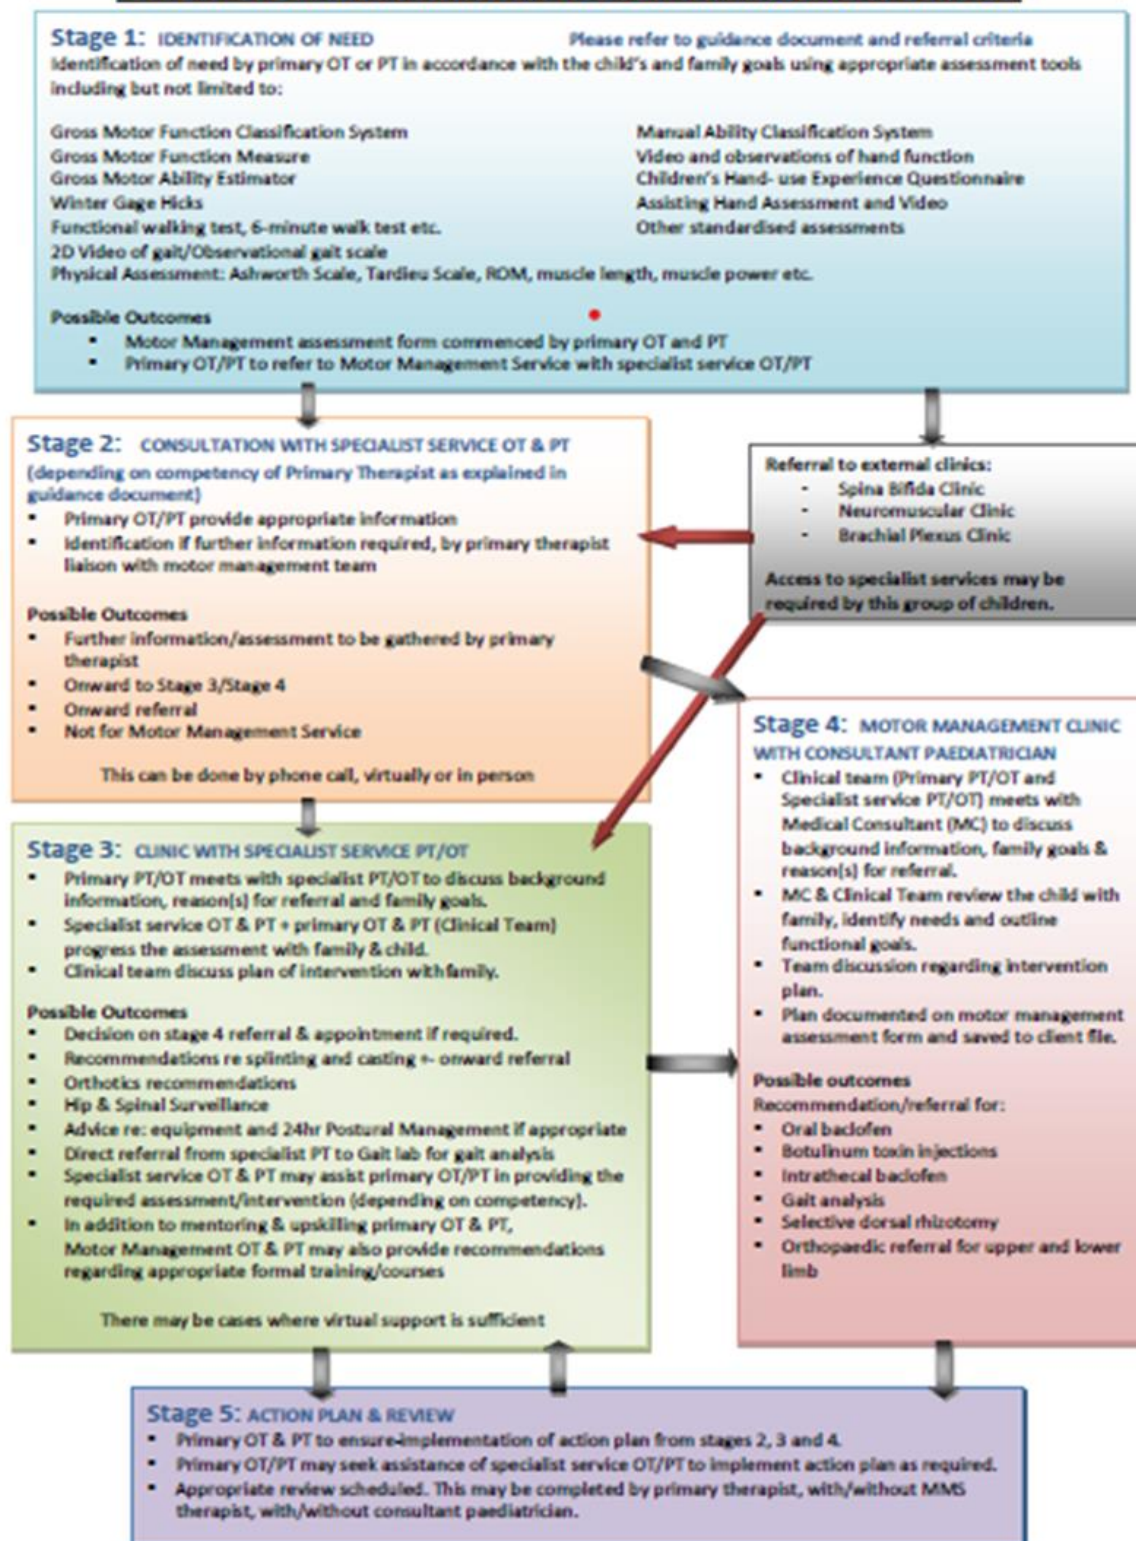 Stage 1: IDENTIFICATION OF NEED Please refer to guidance document and referral criteria
Identification of need by primary OT or PT in accordance with the child's and family goals using appropriate assessment tools
including but not limited to:
Gross Motor Function Classification System
Gross Motor Function Measure
Gross Motor Ability Estimator
Winter Gage Hicks
Functional walking test, 6-minute walk test etc.
2D Video of gait/Observational gait scale
Physical Assessment: Ashworth Scale, Tardieu Scale, ROM, muscle length, muscle power etc.
Manual Ability Classification System
Video and observations of hand function
Children's Hand- use Experience Questionnaire
Assisting Hand Assessment and Video
Other standardised assessments
Possible Outcomes
▪ Motor Management assessment form commenced by primary OT and PT
▪ Primary OT/PT to refer to Motor Management Service with specialist service OT/PT
Stage 2: CONSULTATION WITH SPECIALIST SERVICE OT & PT
(depending on competency of Primary Therapist as explained in
guidance document)
▪ Primary OT/PT provide appropriate information
▪ Identification if further information required, by primary therapist
liaison with motor management team
Possible Outcomes
▪ Further information/assessment to be gathered by primary
therapist
▪ Onward to Stage 3/Stage 4
▪ Onward referral
▪ Not for Motor Management Service
This can be done by phone call, virtually or in person
Referral to external clinics:
- Spina Bifida Clinic
- Neuromuscular Clinic
- Brachial Plexus Clinic
Access to specialist services may be
required by this group of children.
Stage 3: CLINIC WITH SPECIALIST SERVICE PT/OT
▪ Primary PT/OT meets with specialist PT/OT to discuss background
information, reason(s) for referral and family goals.
▪ Specialist service OT & PT + primary OT & PT (Clinical Team)
progress the assessment with family & child.
▪ Clinical team discuss plan of intervention withfamily.
Possible Outcomes
▪ Decision on stage 4 referral & appointment if required.
▪ Recommendations re splinting and casting +- onward referral
▪ Orthotics recommendations
▪ Hip & Spinal Surveillance
▪ Advice re: equipment and 24hr Postural Management if appropriate
▪ Direct referral from specialist PT to Gait lab for gait analysis
▪ Specialist service OT & PT may assist primary OT/PT in providing the
required assessment/intervention (depending on competency).
▪ In addition to mentoring & upskilling primary OT & PT,
Motor Management OT & PT may also provide recommendations
regarding appropriate formal training/courses
There may be cases where virtual support is sufficient
Stage 4: MOTOR MANAGEMENT CLINIC
WITH CONSULTANT PAEDIATRICIAN
▪ Clinical team (Primary PT/OT and
Specialist service PT/OT) meets with
Medical Consultant (MC) to discuss
background information, family goals &
reason(s) for referral.
▪ MC & Clinical Team review the child with
family, identify needs and outline
functional goals.
▪ Team discussion regarding intervention
plan.
▪ Plan documented on motor management
assessment form and saved to client file.
Possible outcomes
Recommendation/referral for:
▪ Oral baclofen
▪ Botulinum toxin injections
▪ Intrathecal baclofen
▪ Gait analysis
▪ Selective dorsal rhizotomy
▪ Orthopaedic referral for upper and lower
limb
Stage 5: ACTION PLAN & REVIEW
▪ Primary OT & PT to ensure-implementation of action plan from stages 2, 3 and 4.
▪ Primary OT/PT may seek assistance of specialist service OT/PT to implement action plan as required.
▪ Appropriate review scheduled. This may be completed by primary therapist, with/without MMS
therapist, with/without consultant paediatrician.